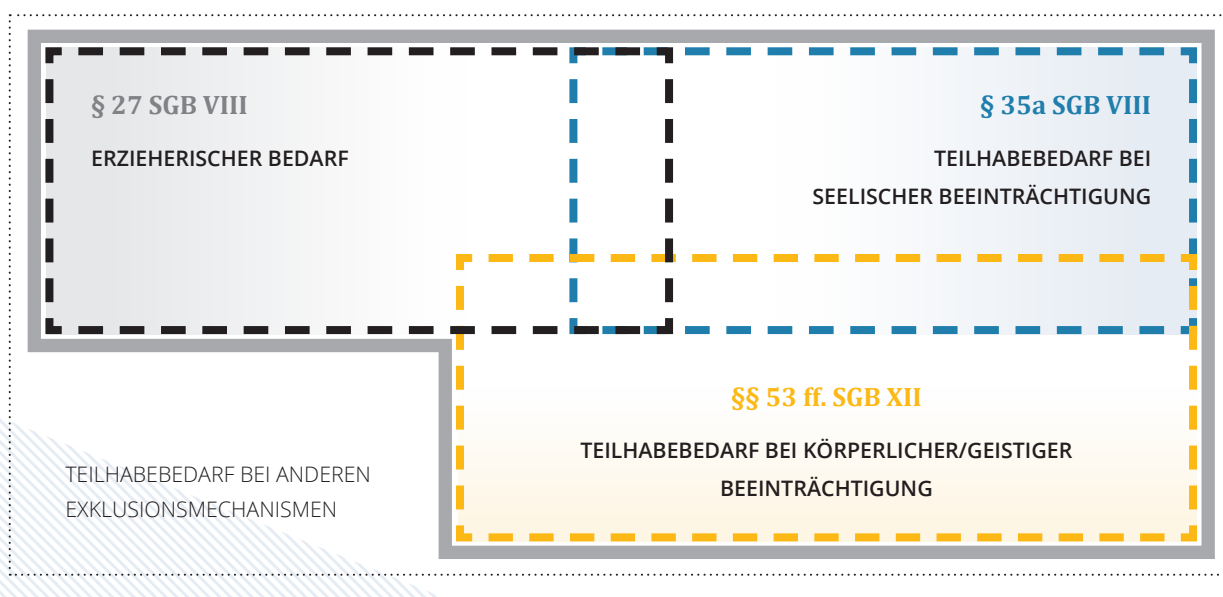 § 27 SGB VIII
ERZIEHERISCHER BEDARF
§ 35a SGB VIII
TEILHABEBEDARF BEI
SEELISCHER BEEINTRÄCHTIGUNG
§§ 53 ff. SGB XII
TEILHABEBEDARF BEI KÖRPERLICHER/GEISTIGER
BEEINTRÄCHTIGUNG
TEILHABEBEDARF BEI ANDEREN
EXKLUSIONSMECHANISMEN